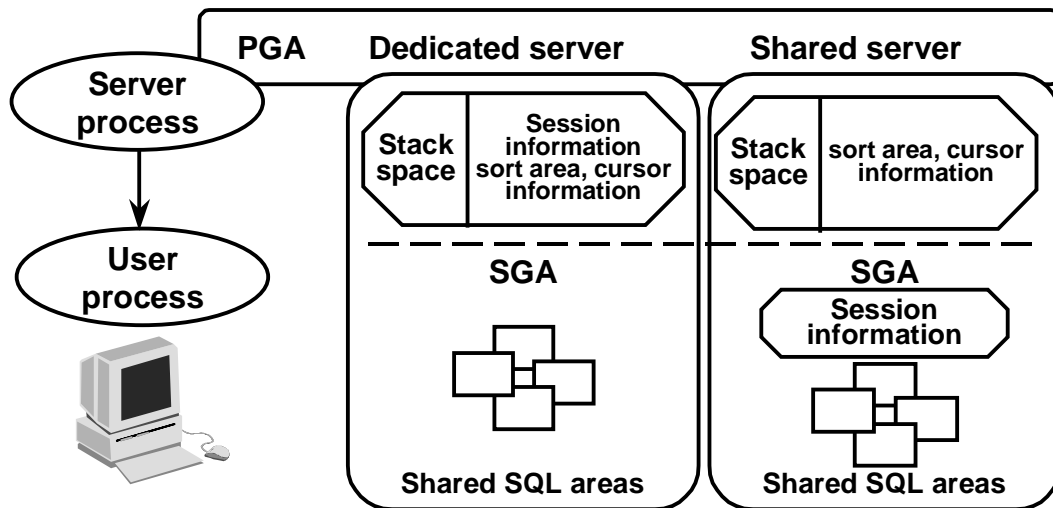 PGA
Dedicated server
Shared server
Server
process
User
process
Stack
space
Session
information
sort area, cursor
information
SGA
Shared SQL areas
Stack
space
sort area, cursor
information
SGA
Session
information
Shared SQL areas